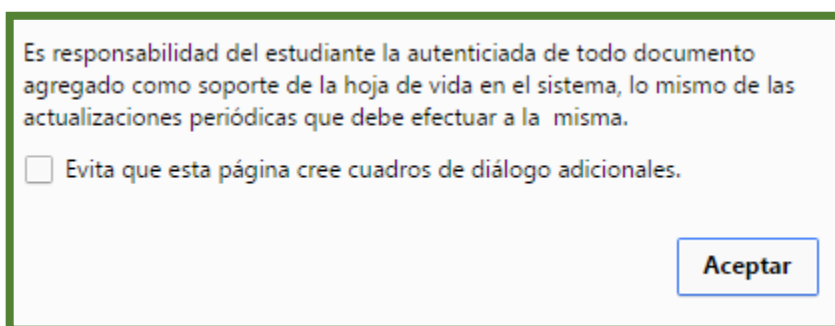 Es responsabilidad del estudiante la autenticiada de todo documento
agregado como soporte de la hoja de vida en el sistema, lo mismo de las
actualizaciones periódicas que debe efectuar a la  misma.
Evita que esta página cree cuadros de diálogo adicionales.
Aceptar